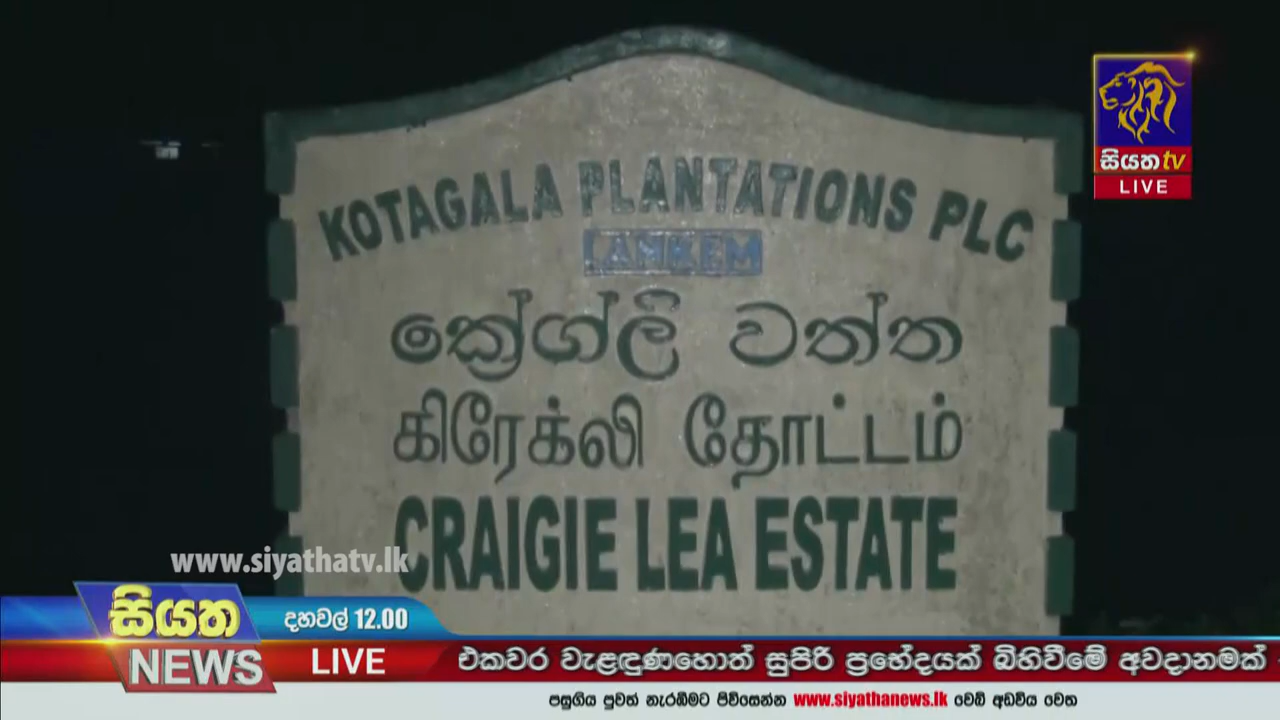 KOTAGALA PLANTATIONS PLC
LANKEM
ක්‍රේග්ලි වත්ත
கிரேக்லி தோட்டம்
CRAIGIE LEA ESTATE
සියත tv
LIVE
www.siyathatv.lk
සියත
NEWS
දහවල් 12.00
LIVE
එකවර වැළඳුණහොත් සුපිරි ප්‍රභේදයක් බිහිවීමේ අවදානමක්
පසුගිය පුවත් නැරඹීමට පිවිසෙන්න www.siyathanews.lk වෙබ් අඩවිය වෙත